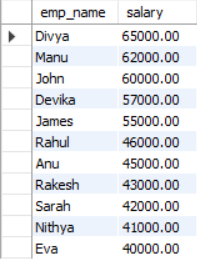 emp_name salary
Divya 65000.00
Manu 62000.00
John 60000.00
Devika 57000.00
James 55000.00
Rahul 46000.00
Anu 45000.00
Rakesh 43000.00
Sarah 42000.00
Nithya 41000.00
Eva 40000.00